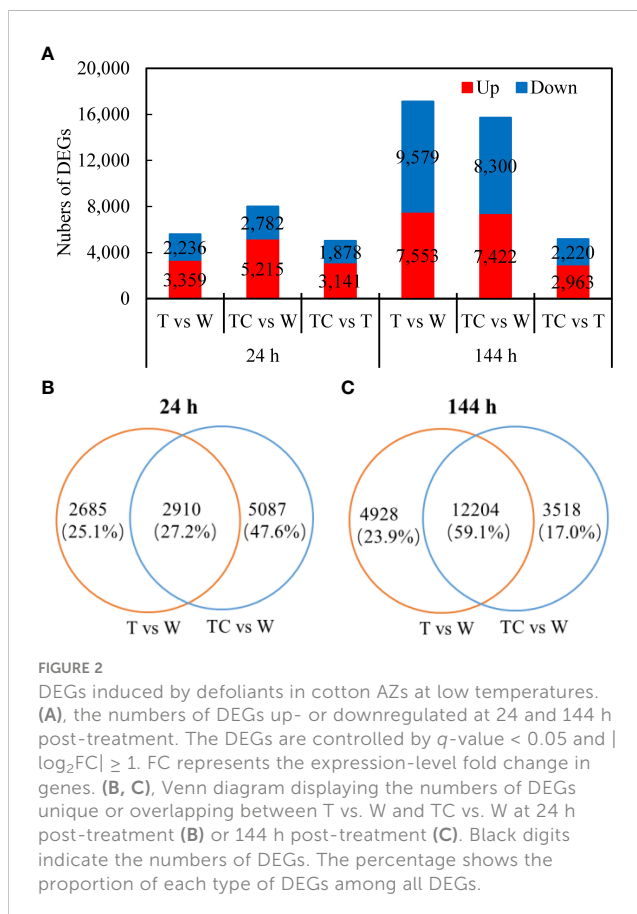 A
20,000
Up Down
16,000
12,000
9,579
8,300
Nubers of DEGs
8,000
2,782
2,236
1,878
7,553
7,422
2,220
4,000
5,215
3,359
3,141
2,963
0
T vs W TC vs W TC vs T T vs W TC vs W TC vs T
24 h 144 h
B
24 h
2685
(25.1%)
2910
(27.2%)
5087
(47.6%)
T vs W TC vs W
C
144 h
4928
(23.9%)
12204
(59.1%)
3518
(17.0%)
T vs W TC vs W
FIGURE 2
DEGs induced by defoliants in cotton AZs at low temperatures.
(A), the numbers of DEGs up- or downregulated at 24 and 144 h
post-treatment. The DEGs are controlled by q-value < 0.05 and |
log₂FC| ≥ 1. FC represents the expression-level fold change in
genes. (B, C), Venn diagram displaying the numbers of DEGs
unique or overlapping between T vs. W and TC vs. W at 24 h
post-treatment (B) or 144 h post-treatment (C). Black digits
indicate the numbers of DEGs. The percentage shows the
proportion of each type of DEGs among all DEGs.